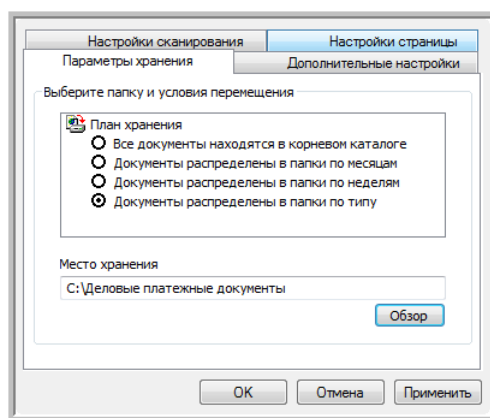 Настройки сканирования
Настройки страницы
Параметры хранения
Дополнительные настройки
Выберите папку и условия перемещения
План хранения
Все документы находятся в корневом каталоге
Документы распределены в папки по месяцам
Документы распределены в папки по неделям
Документы распределены в папки по типу
Место хранения
C:\Деловые платежные документы
Обзор
OK
Отмена
Применить